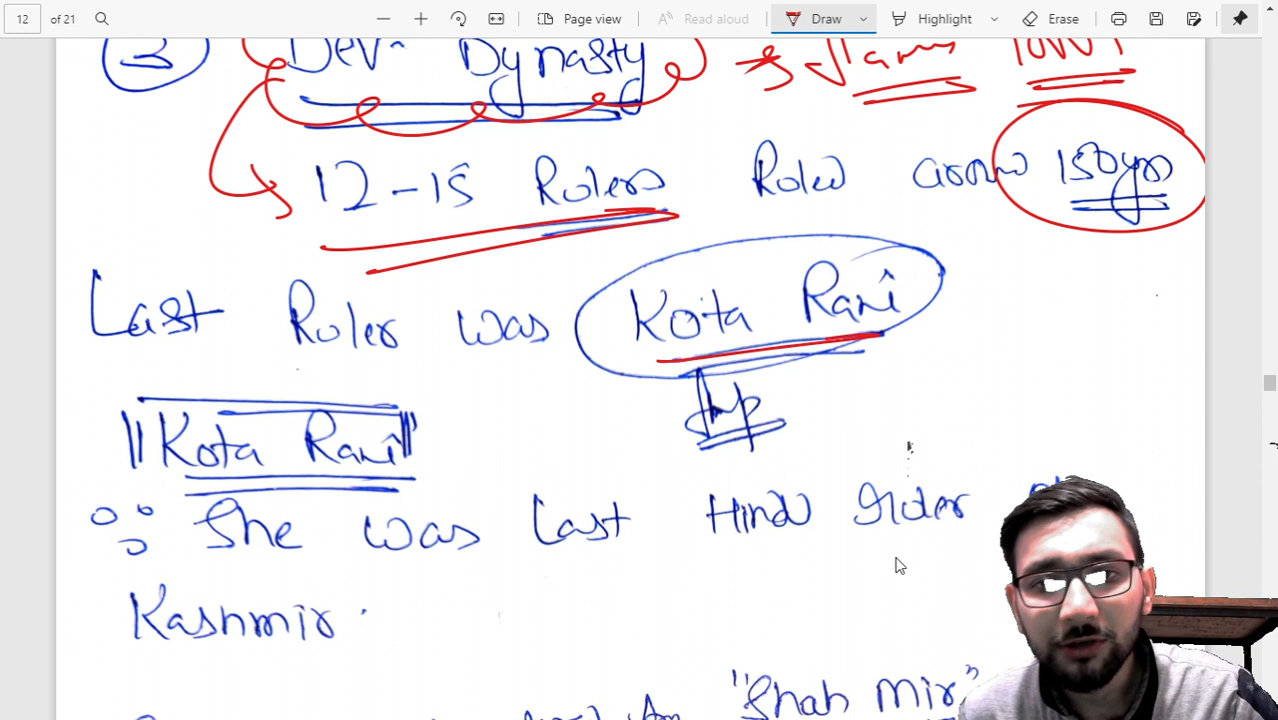 12 of 21 Page view Read aloud Draw Highlight Erase
3 Dev Dynasty
12-15 Rulers Ruled around 150yrs
Last Ruler was Kota Rani
Imp
"Kota Rani"
She was Last Hindu ruler of
Kashmir
"Shah Mir"